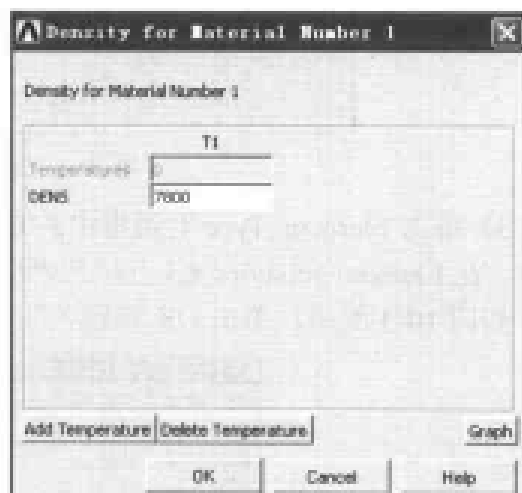 Density for Material Number 1
Density for Material Number 1
T1
Temperatures 0
DENS 7800
Add Temperature Delete Temperature Graph
OK Cancel Help